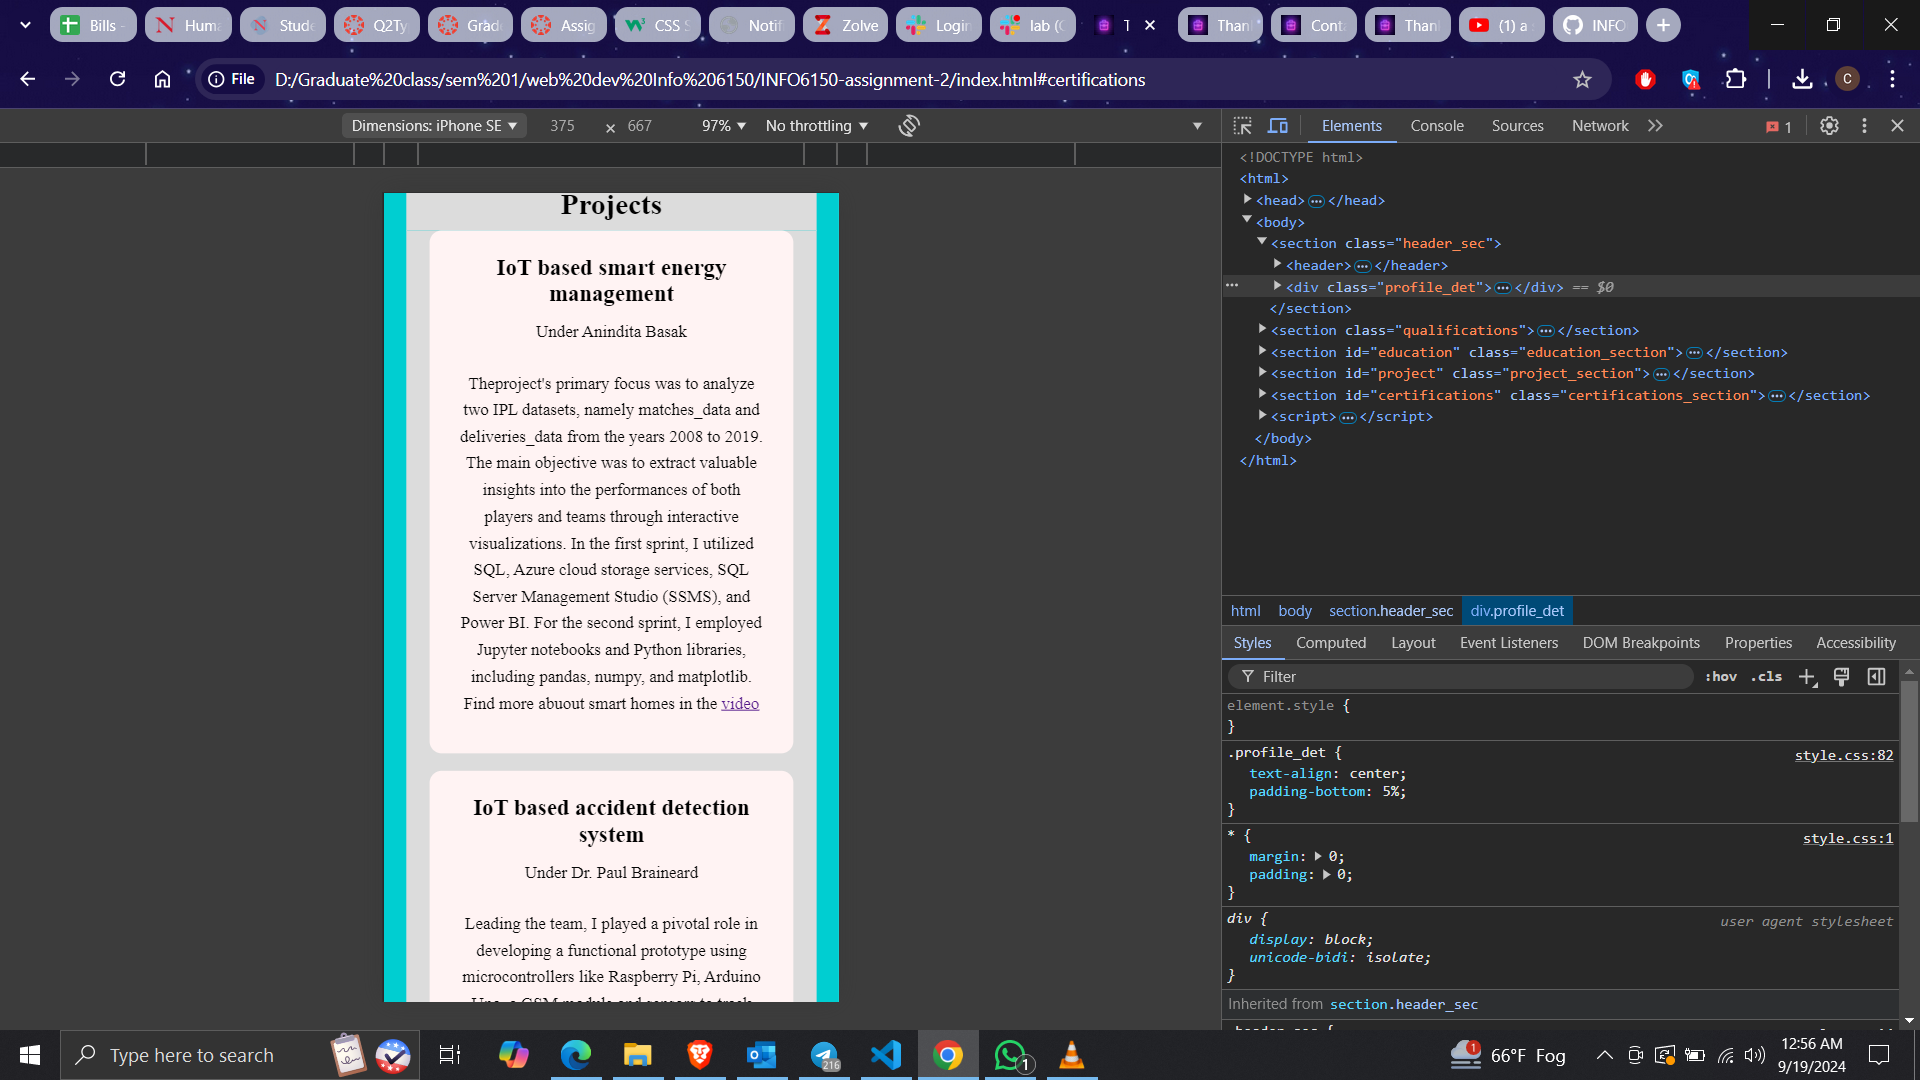 Bills -
Huma
Stude
Q2Ty
Grade
Assig
CSS S
Notif
Zolve
Login
lab (C
T
Than
Conta
Than
(1) a
INFO
File
D:/Graduate%20class/sem%201/web%20dev%20Info%206150/INFO6150-assignment-2/index.html#certifications
C
Dimensions: iPhone SE
375
667
97%
No throttling
Elements
Console
Sources
Network
1
<!DOCTYPE html>
<html>
<head> </head>
<body>
<section class="header_sec">
<header> </header>
<div class="profile_det"> </div> == $0
</section>
<section class="qualifications"> </section>
<section id="education" class="education_section"> </section>
<section id="project" class="project_section"> </section>
<section id="certifications" class="certifications_section"> </section>
<script> </script>
</body>
</html>
Projects
IoT based smart energy
management
Under Anindita Basak
Theproject's primary focus was to analyze
two IPL datasets, namely matches_data and
deliveries_data from the years 2008 to 2019.
The main objective was to extract valuable
insights into the performances of both
players and teams through interactive
visualizations. In the first sprint, I utilized
SQL, Azure cloud storage services, SQL
Server Management Studio (SSMS), and
Power BI. For the second sprint, I employed
Jupyter notebooks and Python libraries,
including pandas, numpy, and matplotlib.
Find more abuout smart homes in the video
IoT based accident detection
system
Under Dr. Paul Braineard
Leading the team, I played a pivotal role in
developing a functional prototype using
microcontrollers like Raspberry Pi, Arduino
html
body
section.header_sec
div.profile_det
Styles
Computed
Layout
Event Listeners
DOM Breakpoints
Properties
Accessibility
Filter
:hov
.cls
element.style {
}
.profile_det {
style.css:82
text-align: center;
padding-bottom: 5%;
}
* {
style.css:1
margin: 0;
padding: 0;
}
div {
user agent stylesheet
display: block;
unicode-bidi: isolate;
}
Inherited from section.header_sec
Type here to search
216
1
1
66°F Fog
12:56 AM
9/19/2024